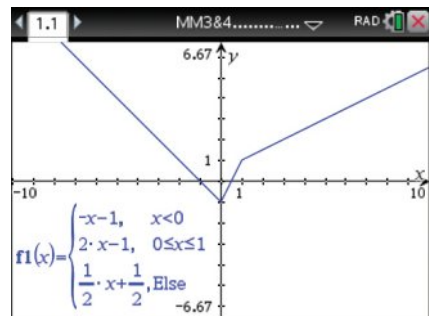 1.1 MM3&4........... RAD
6.67 y
1
x
-10 1 10
-x-1, x<0
f1(x)= 2·x-1, 0≤x≤1
1/2·x+1/2, Else
-6.67